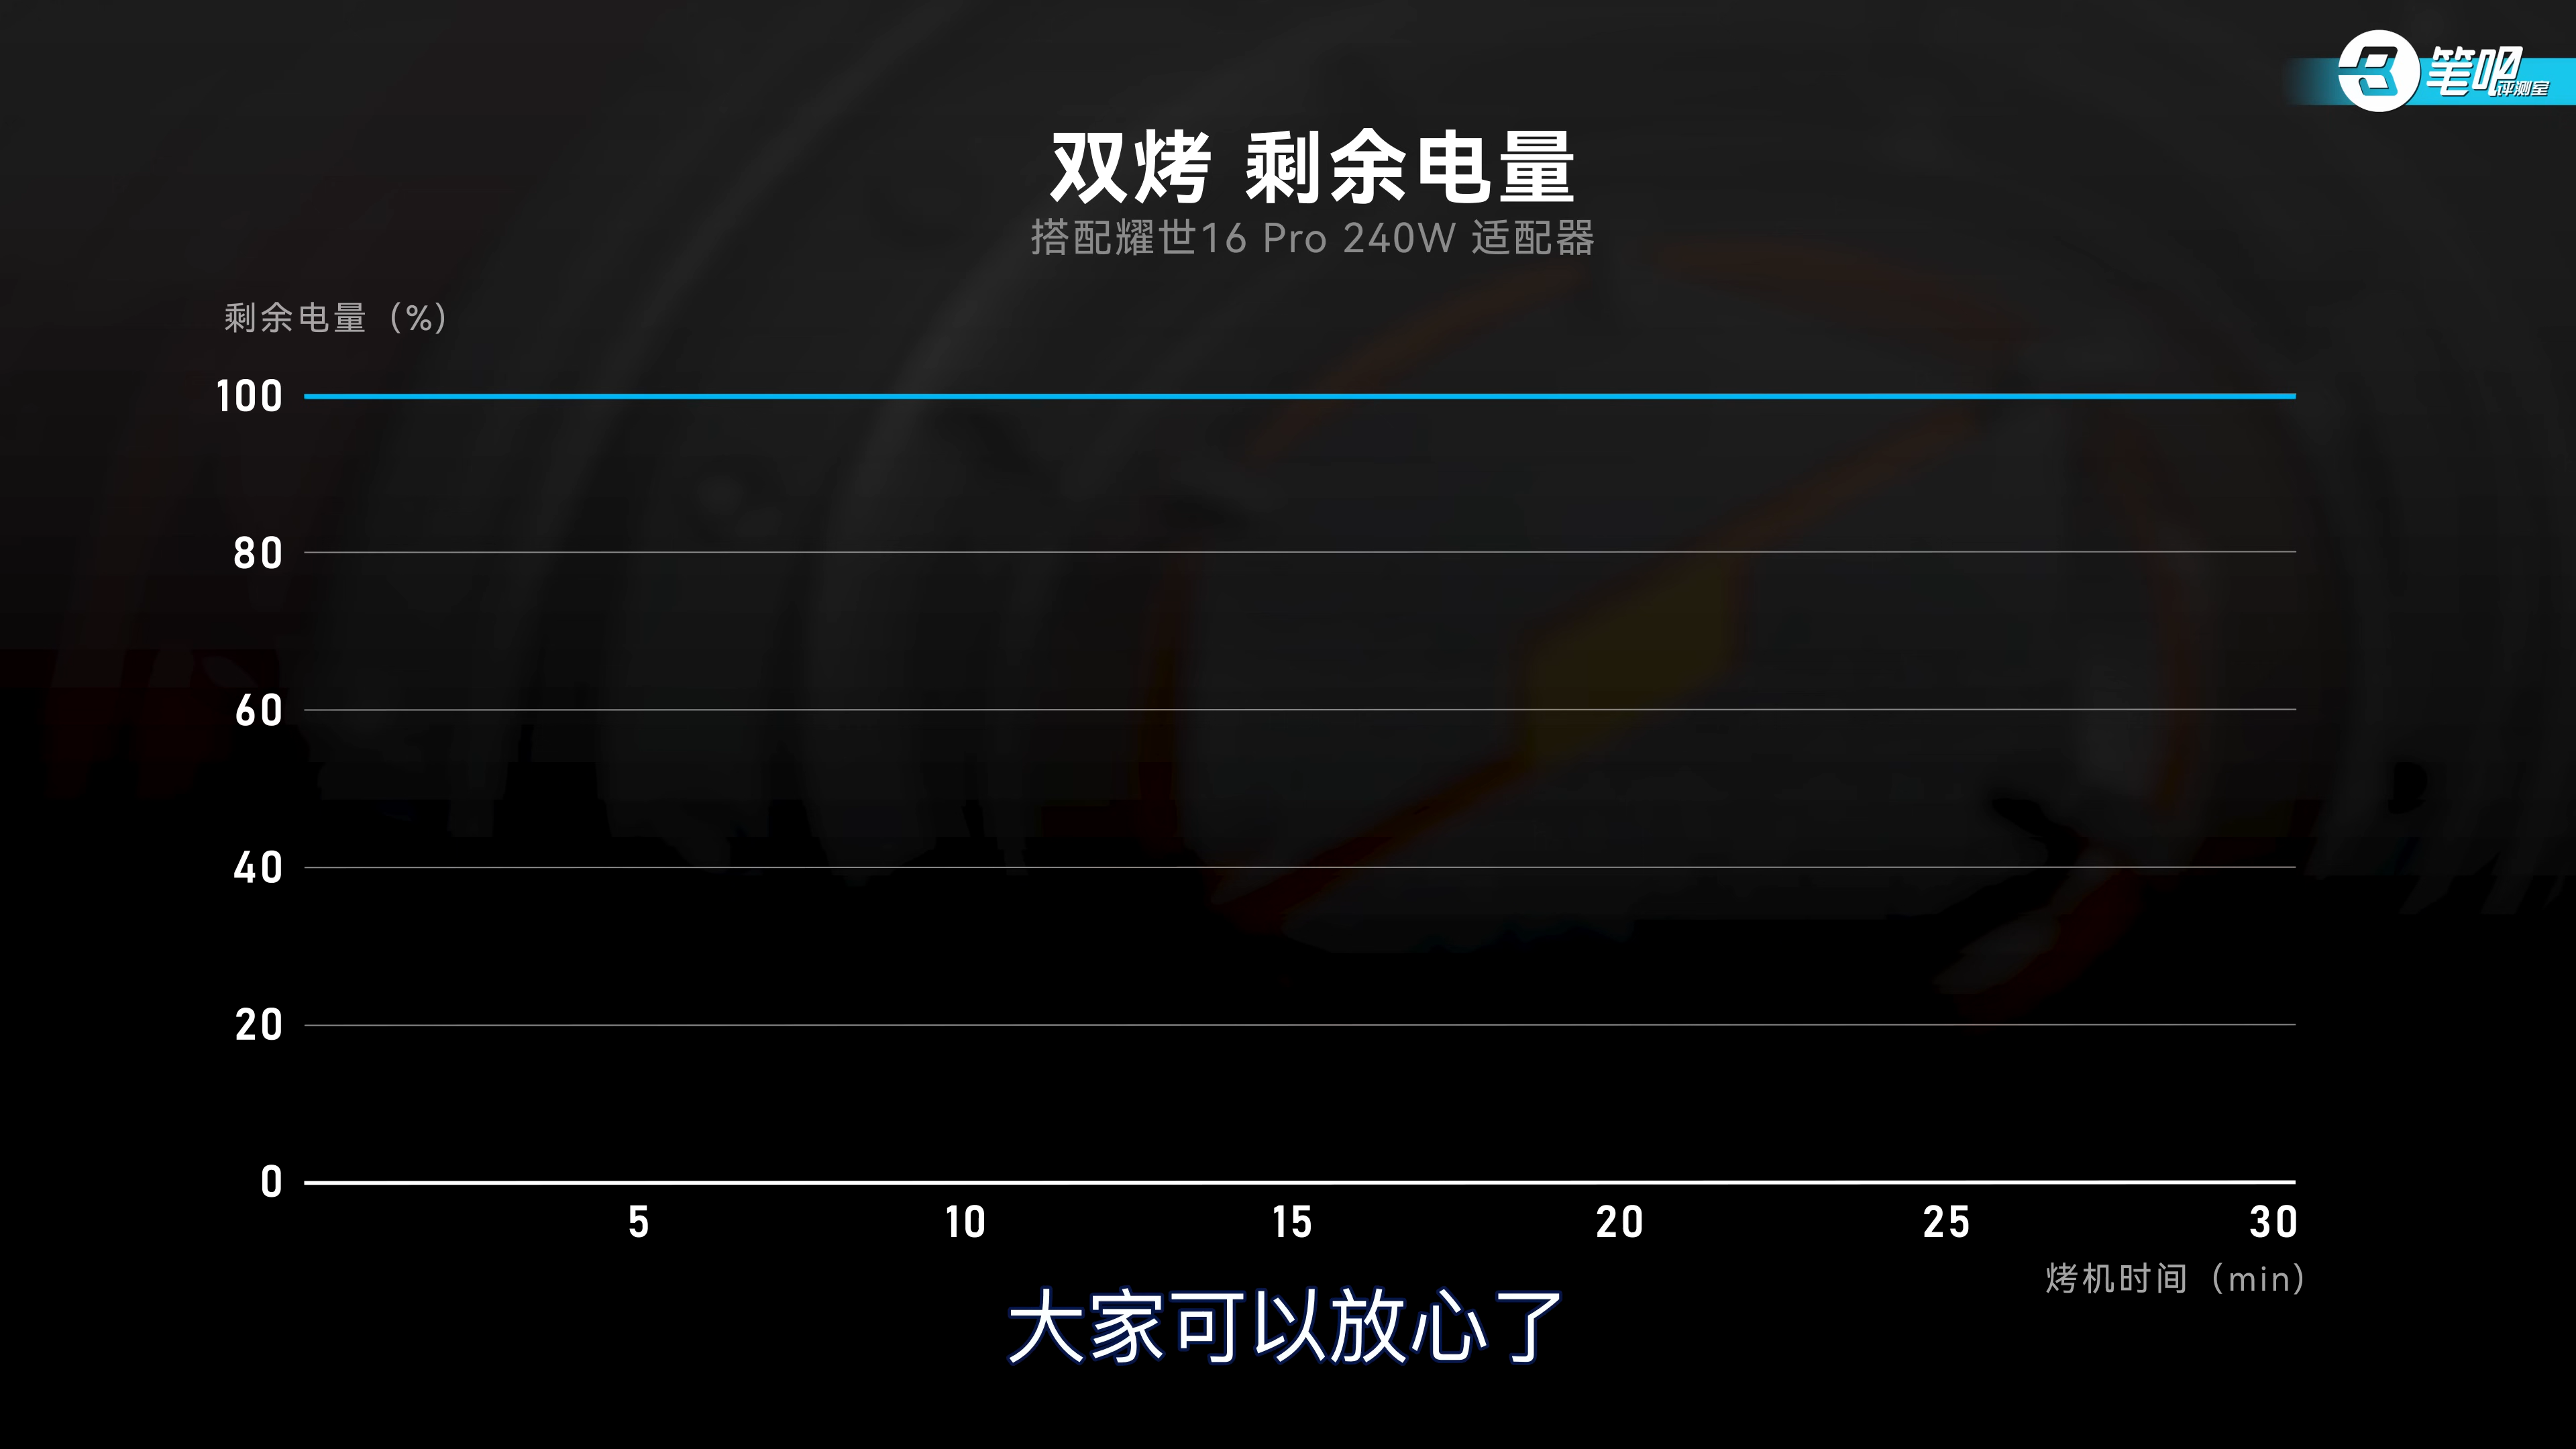 笔吧评测室
双烤 剩余电量
搭配耀世16 Pro 240W 适配器
剩余电量（%）
100
80
60
40
20
0
5 10 15 20 25 30
烤机时间（min）
大家可以放心了